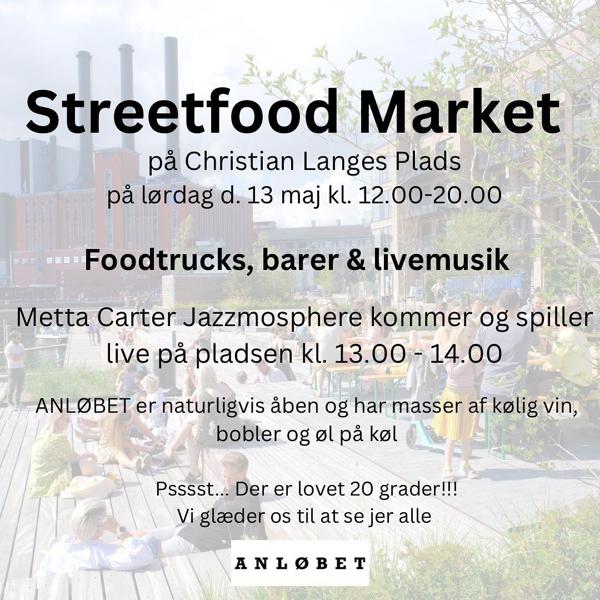 Streetfood Market
på Christian Langes Plads
på lørdag d. 13 maj kl. 12.00-20.00
Foodtrucks, barer & livemusik
Metta Carter Jazzmosphere kommer og spiller
live på pladsen kl. 13.00 - 14.00
ANLØBET er naturligvis åben og har masser af kølig vin,
bobler og øl på køl
Psssst... Der er lovet 20 grader!!!
Vi glæder os til at se jer alle
ANLØBET